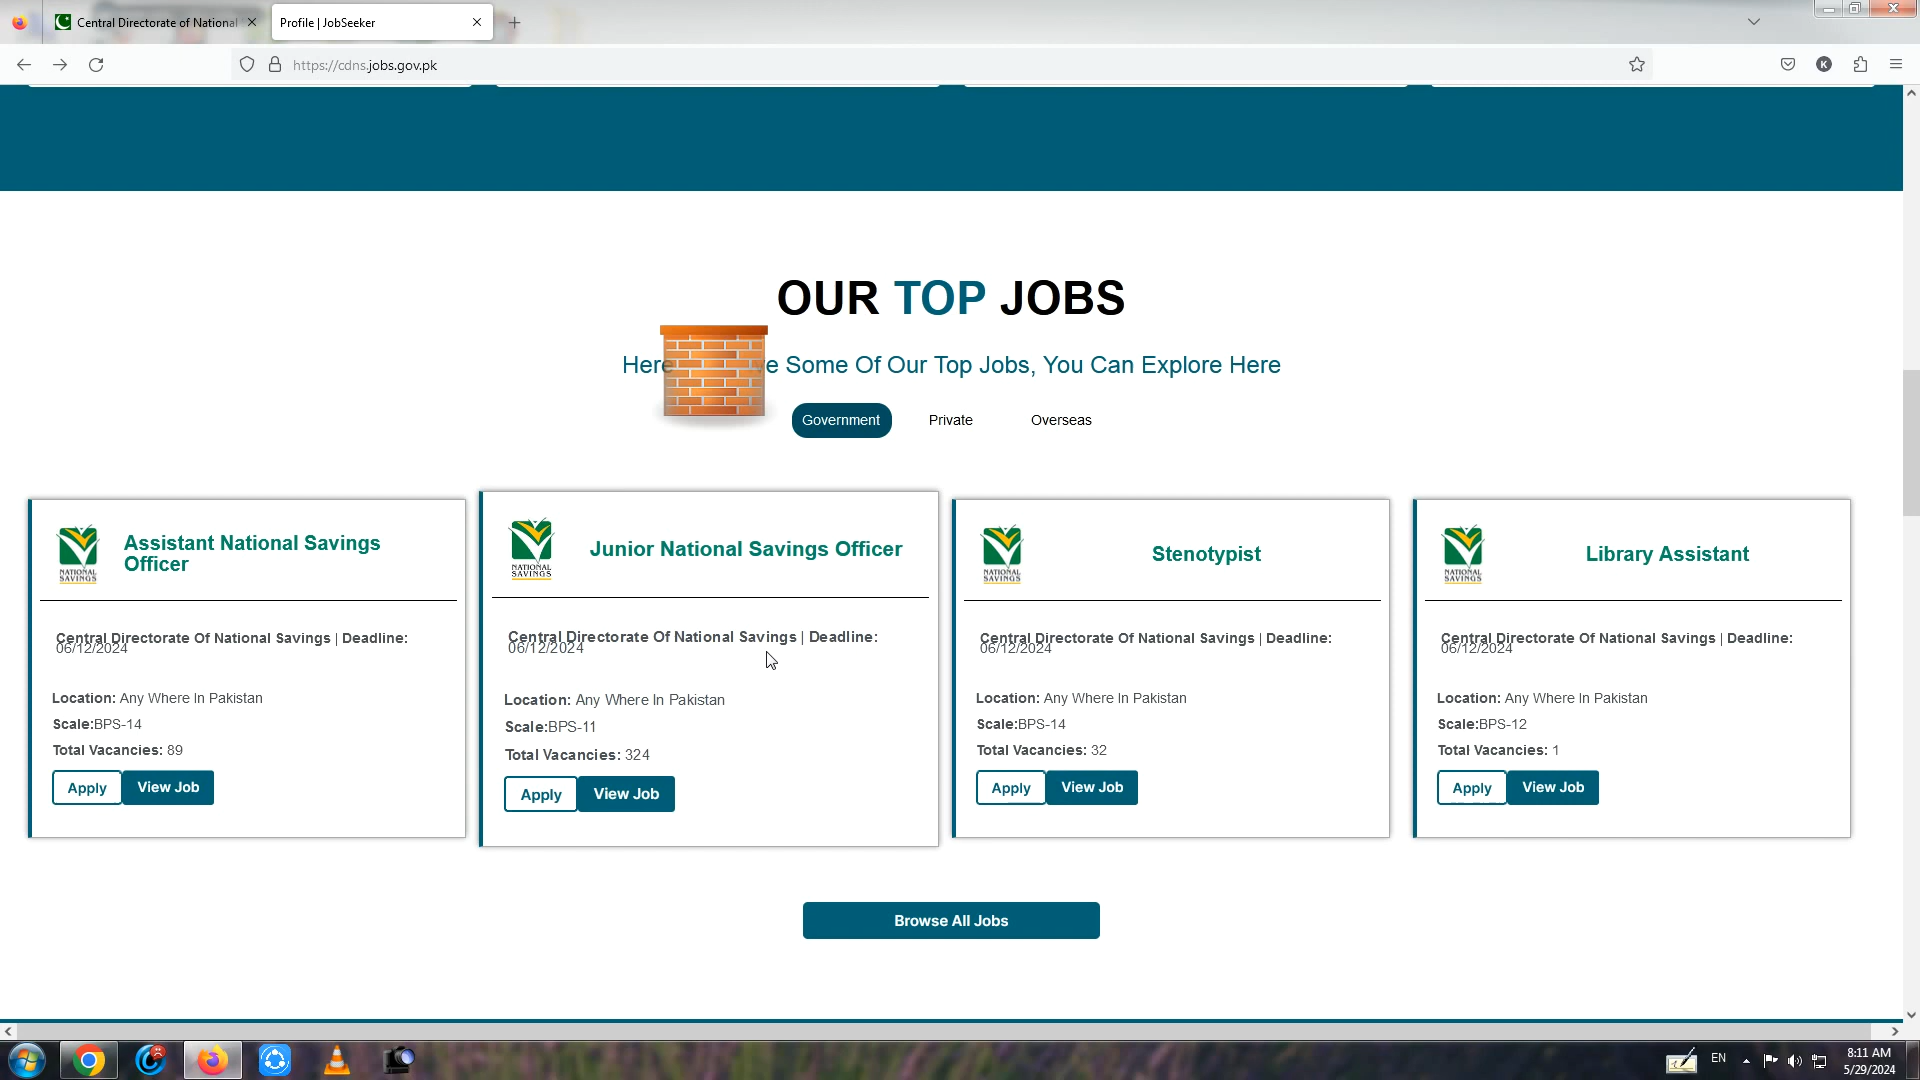 Central Directorate of National
Profile | JobSeeker
https://cdns.jobs.gov.pk
K
OUR TOP JOBS
Here e Some Of Our Top Jobs, You Can Explore Here
Government
Private
Overseas
NATIONAL
SAVINGS
Assistant National Savings
Officer
Central Directorate Of National Savings | Deadline:
06/12/2024
Location: Any Where In Pakistan
Scale:BPS-14
Total Vacancies: 89
Apply
View Job
NATIONAL
SAVINGS
Junior National Savings Officer
Central Directorate Of National Savings | Deadline:
06/12/2024
Location: Any Where In Pakistan
Scale:BPS-11
Total Vacancies: 324
Apply
View Job
NATIONAL
SAVINGS
Stenotypist
Central Directorate Of National Savings | Deadline:
06/12/2024
Location: Any Where In Pakistan
Scale:BPS-14
Total Vacancies: 32
Apply
View Job
NATIONAL
SAVINGS
Library Assistant
Central Directorate Of National Savings | Deadline:
06/12/2024
Location: Any Where In Pakistan
Scale:BPS-12
Total Vacancies: 1
Apply
View Job
Browse All Jobs
EN
8:11 AM
5/29/2024